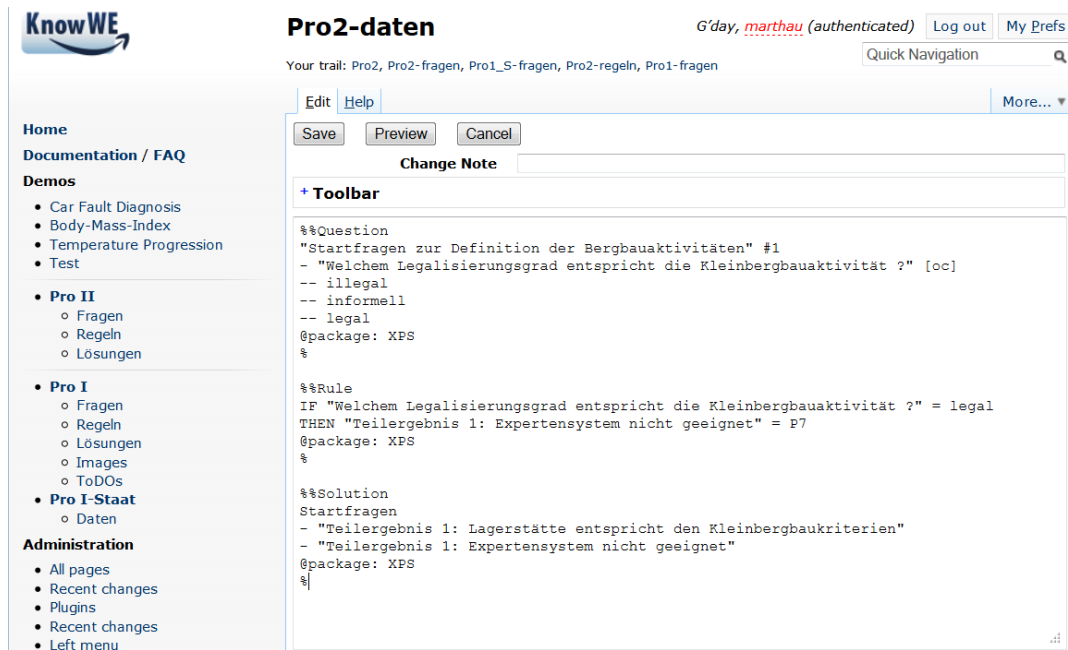 KnowWE
Pro2-daten
G'day, marthau (authenticated) Log out My Prefs
Quick Navigation
Your trail: Pro2, Pro2-fragen, Pro1_S-fragen, Pro2-regeln, Pro1-fragen
Edit Help More... ▼
Home
Documentation / FAQ
Demos
• Car Fault Diagnosis
• Body-Mass-Index
• Temperature Progression
• Test
• Pro II
Fragen
Regeln
Lösungen
• Pro I
Fragen
Regeln
Lösungen
Images
ToDOs
• Pro I-Staat
Daten
Administration
• All pages
• Recent changes
• Plugins
• Recent changes
• Left menu
Save Preview Cancel
Change Note
+ Toolbar
%%Question
"Startfragen zur Definition der Bergbauaktivitäten" #1
- "Welchem Legalisierungsgrad entspricht die Kleinbergbauaktivität ?" [oc]
-- illegal
-- informell
-- legal
@package: XPS
%
%%Rule
IF "Welchem Legalisierungsgrad entspricht die Kleinbergbauaktivität ?" = legal
THEN "Teilergebnis 1: Expertensystem nicht geeignet" = P7
@package: XPS
%
%%Solution
Startfragen
- "Teilergebnis 1: Lagerstätte entspricht den Kleinbergbaukriterien"
- "Teilergebnis 1: Expertensystem nicht geeignet"
@package: XPS
%